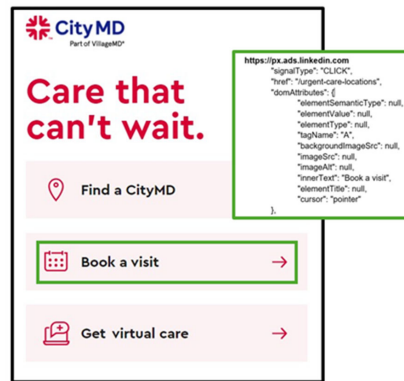 CityMD
Part of VillageMD®
Care that
can't wait.
Find a CityMD
Book a visit
Get virtual care
https://px.ads.linkedin.com
"signalType": "CLICK",
"href": "/urgent-care-locations",
"domAttributes": {
"elementSemanticType": null,
"elementValue": null,
"elementType": null,
"tagName": "A",
"backgroundImageSrc": null,
"imageSrc": null,
"imageAlt": null,
"innerText": "Book a visit",
"elementTitle": null,
"cursor": "pointer"
},